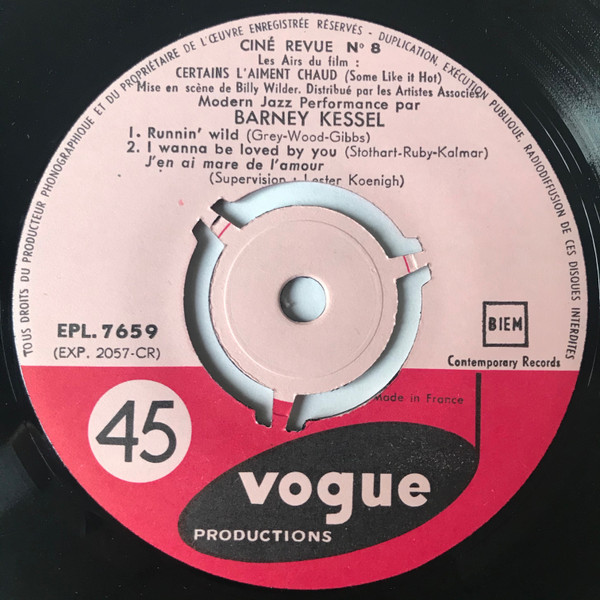 TOUS DROITS DU PRODUCTEUR PHONOGRAPHIQUE ET DU PROPRIÉTAIRE DE L'ŒUVRE ENREGISTRÉE RÉSERVÉS - DUPLICATION, EXÉCUTION PUBLIQUE, RADIODIFFUSION DE CES DISQUES INTERDITES
CINÉ REVUE Nº 8
Les Airs du film :
CERTAINS L'AIMENT CHAUD (Some Like it Hot)
Mise en scène de Billy Wilder. Distribué par les Artistes Associés
Modern Jazz Performance par
BARNEY KESSEL
1. Runnin' wild (Grey-Wood-Gibbs)
2. I wanna be loved by you (Stothart-Ruby-Kalmar)
J'en ai mare de l'amour
(Supervision : Lester Koenigh)
EPL. 7659
(EXP. 2057-CR)
BIEM
Contemporary Records
Made in France
45
vogue
PRODUCTIONS